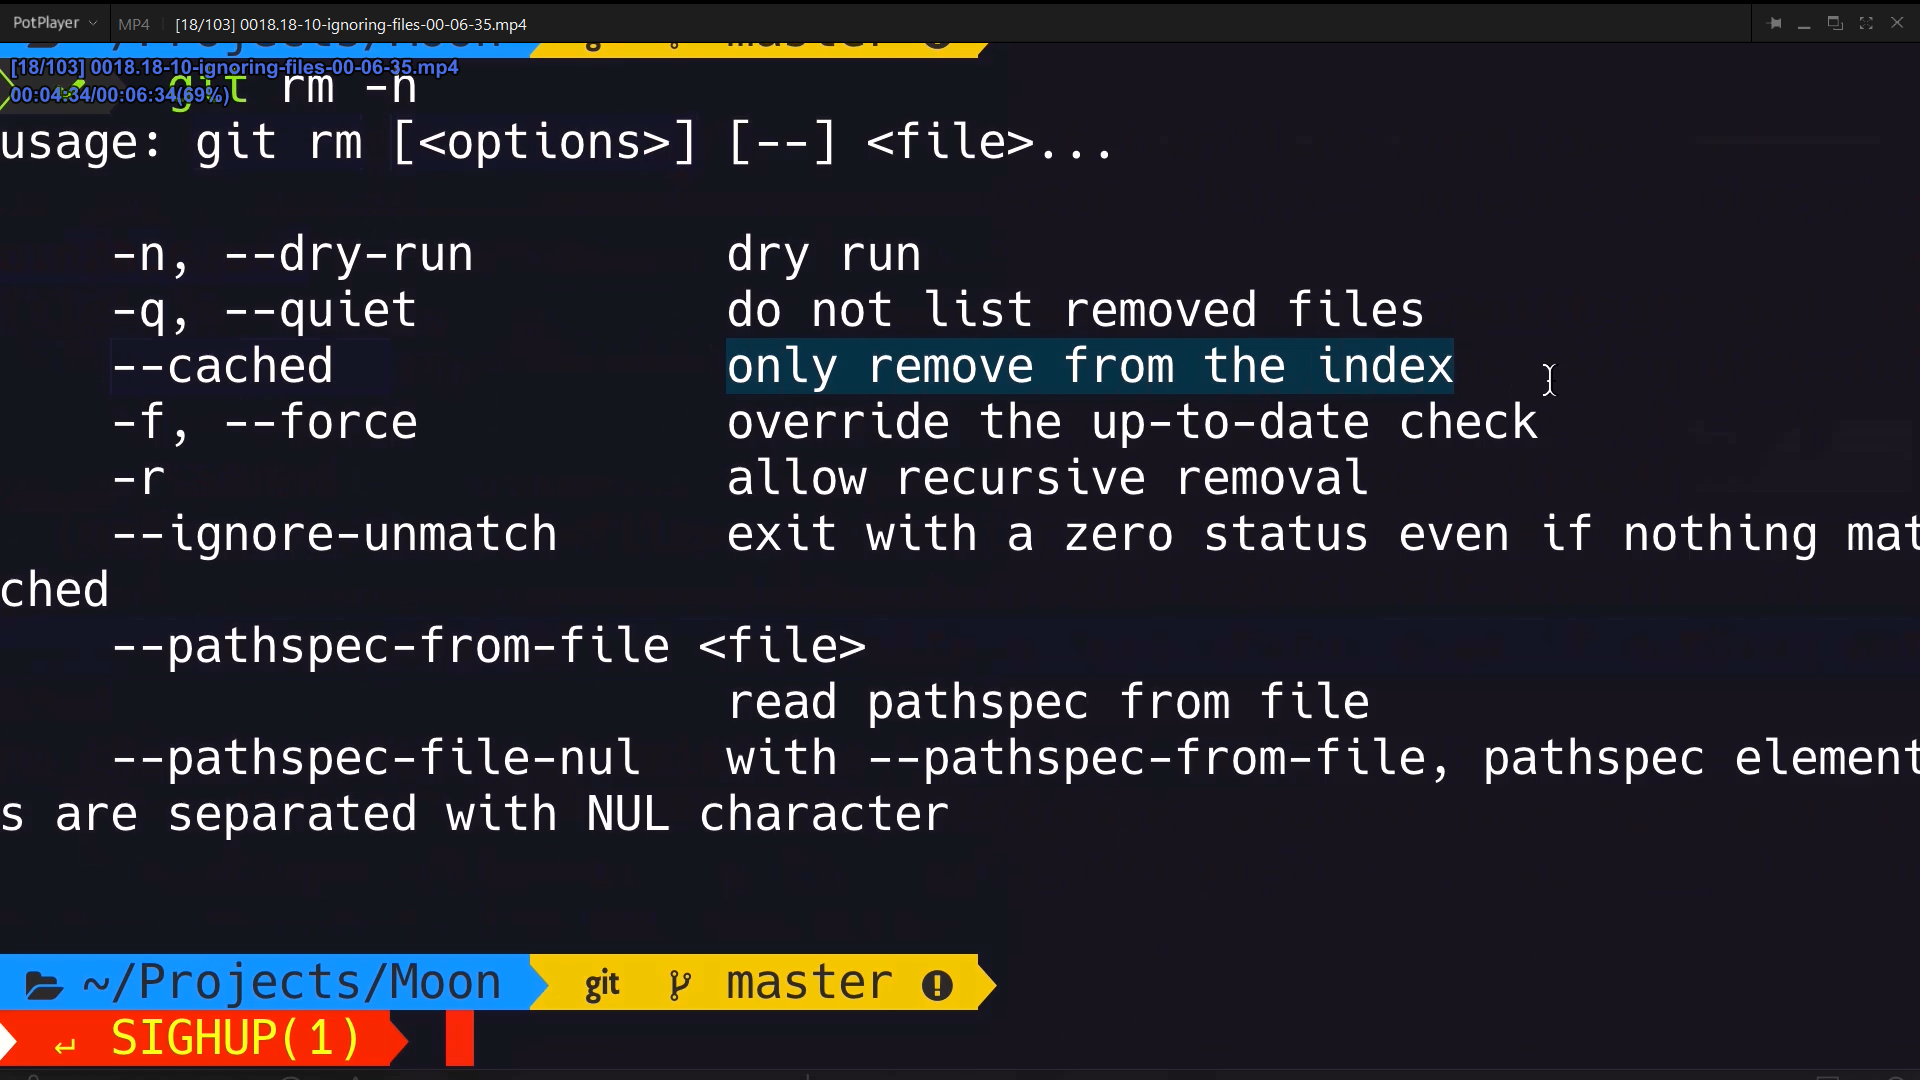 PotPlayer MP4 [18/103] 0018.18-10-ignoring-files-00-06-35.mp4
[18/103] 0018.18-10-ignoring-files-00-06-35.mp4
00:04:34/00:06:34(69%)
git rm -h
usage: git rm [<options>] [--] <file>...
-n, --dry-run dry run
-q, --quiet do not list removed files
--cached only remove from the index
-f, --force override the up-to-date check
-r allow recursive removal
--ignore-unmatch exit with a zero status even if nothing mat
ched
--pathspec-from-file <file>
read pathspec from file
--pathspec-file-nul with --pathspec-from-file, pathspec element
s are separated with NUL character
~/Projects/Moon git master
SIGHUP(1)